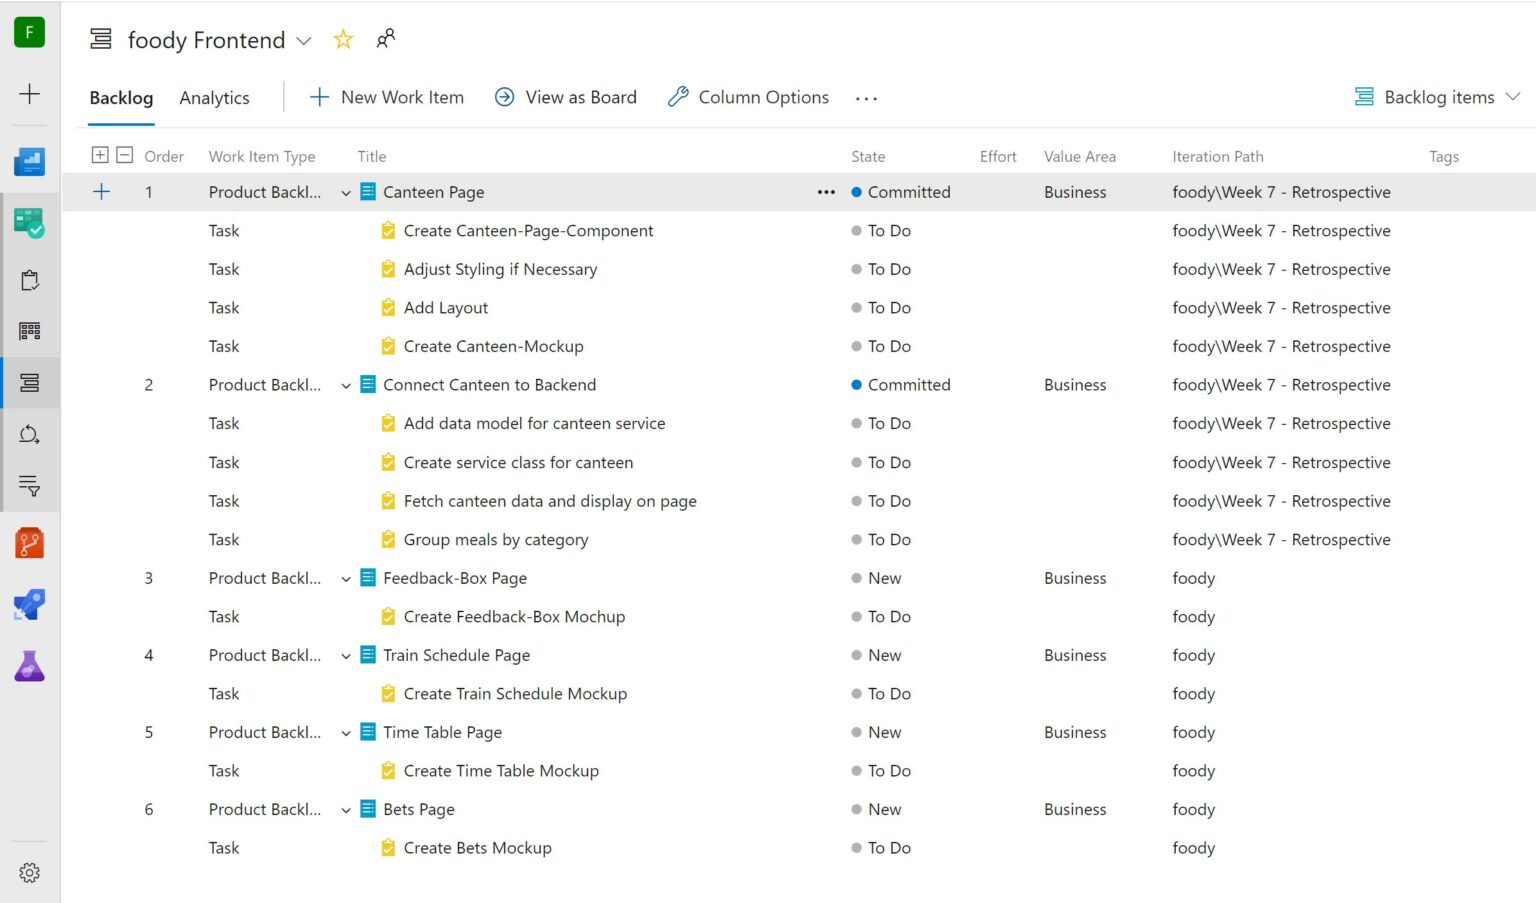 F
foody Frontend
Backlog Analytics New Work Item View as Board Column Options ... Backlog items
Order Work Item Type Title State Effort Value Area Iteration Path Tags
1 Product Backl... Canteen Page ... Committed Business foody\Week 7 - Retrospective
Task Create Canteen-Page-Component To Do foody\Week 7 - Retrospective
Task Adjust Styling if Necessary To Do foody\Week 7 - Retrospective
Task Add Layout To Do foody\Week 7 - Retrospective
Task Create Canteen-Mockup To Do foody\Week 7 - Retrospective
2 Product Backl... Connect Canteen to Backend Committed Business foody\Week 7 - Retrospective
Task Add data model for canteen service To Do foody\Week 7 - Retrospective
Task Create service class for canteen To Do foody\Week 7 - Retrospective
Task Fetch canteen data and display on page To Do foody\Week 7 - Retrospective
Task Group meals by category To Do foody\Week 7 - Retrospective
3 Product Backl... Feedback-Box Page New Business foody
Task Create Feedback-Box Mochup To Do foody
4 Product Backl... Train Schedule Page New Business foody
Task Create Train Schedule Mockup To Do foody
5 Product Backl... Time Table Page New Business foody
Task Create Time Table Mockup To Do foody
6 Product Backl... Bets Page New Business foody
Task Create Bets Mockup To Do foody